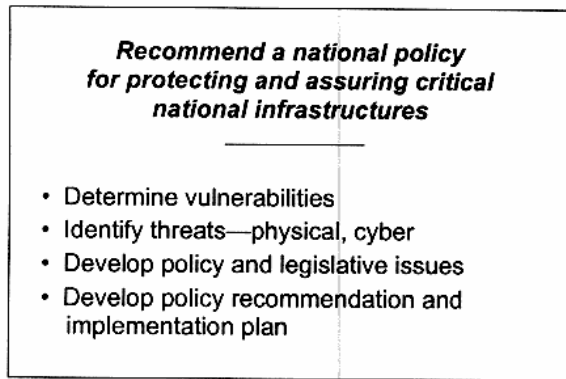 Recommend a national policy
for protecting and assuring critical
national infrastructures
• Determine vulnerabilities
• Identify threats—physical, cyber
• Develop policy and legislative issues
• Develop policy recommendation and
implementation plan